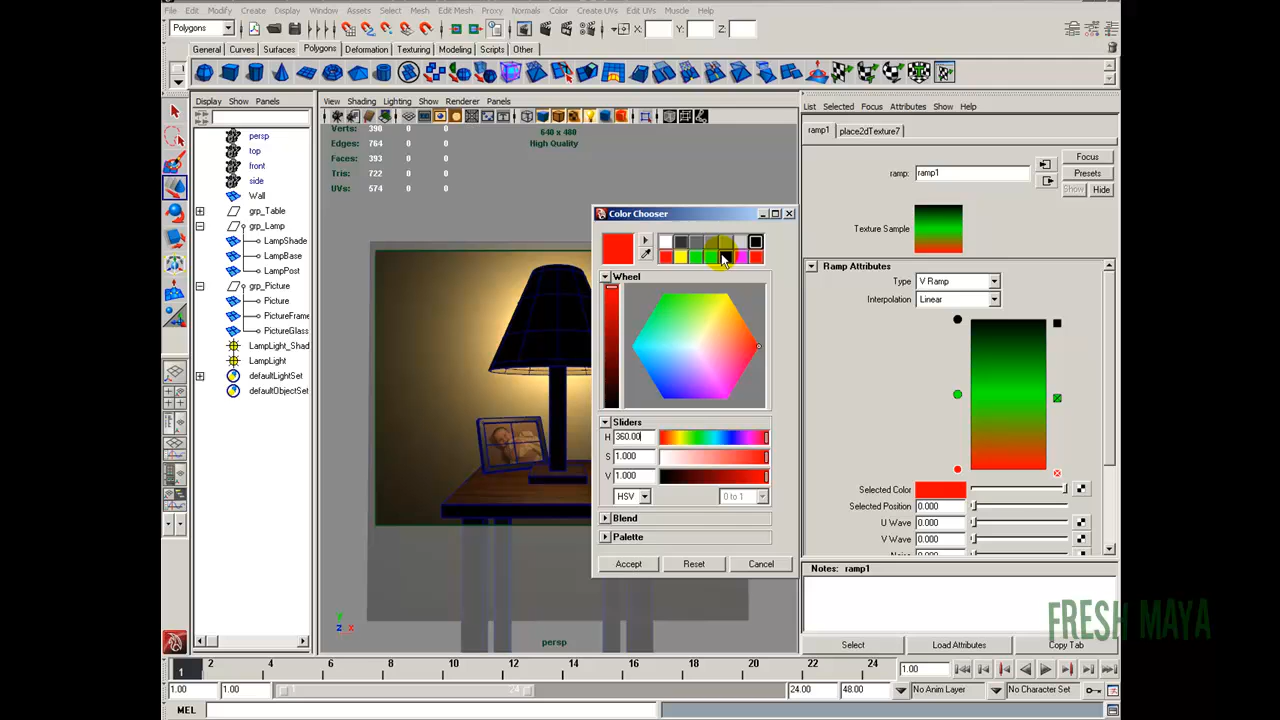 File Edit Modify Create Display Window Assets Select Mesh Edit Mesh Proxy Normals Color Create UVs Edit UVs Muscle Help
Polygons X: Y: Z:
General Curves Surfaces Polygons Deformation Texturing Modeling Scripts Other
Display Show Panels
View Shading Lighting Show Renderer Panels
List Selected Focus Attributes Show Help
persp
top
front
side
Wall
grp_Table
grp_Lamp
LampShade
LampBase
LampPost
grp_Picture
Picture
PictureFrame
PictureGlass
LampLight_Shad
LampLight
defaultLightSet
defaultObjectSet
Verts: 390 0 0
Edges: 764 0 0
Faces: 393 0 0
Tris: 722 0 0
UVs: 574 0 0
640 x 480
High Quality
persp
Color Chooser
Wheel
Sliders
H 360.00
S 1.000
V 1.000
HSV 0 to 1
Blend
Palette
Accept Reset Cancel
ramp1 place2dTexture7
ramp: ramp1
Focus
Presets
Show Hide
Texture Sample
Ramp Attributes
Type V Ramp
Interpolation Linear
Selected Color
Selected Position 0.000
U Wave 0.000
V Wave 0.000
Notes: ramp1
FRESH MAYA
Select Load Attributes Copy Tab
1 2 4 6 8 10 12 14 16 18 20 22 24 1.00
1.00 1.00 1 24 24.00 48.00 No Anim Layer No Character Set
MEL